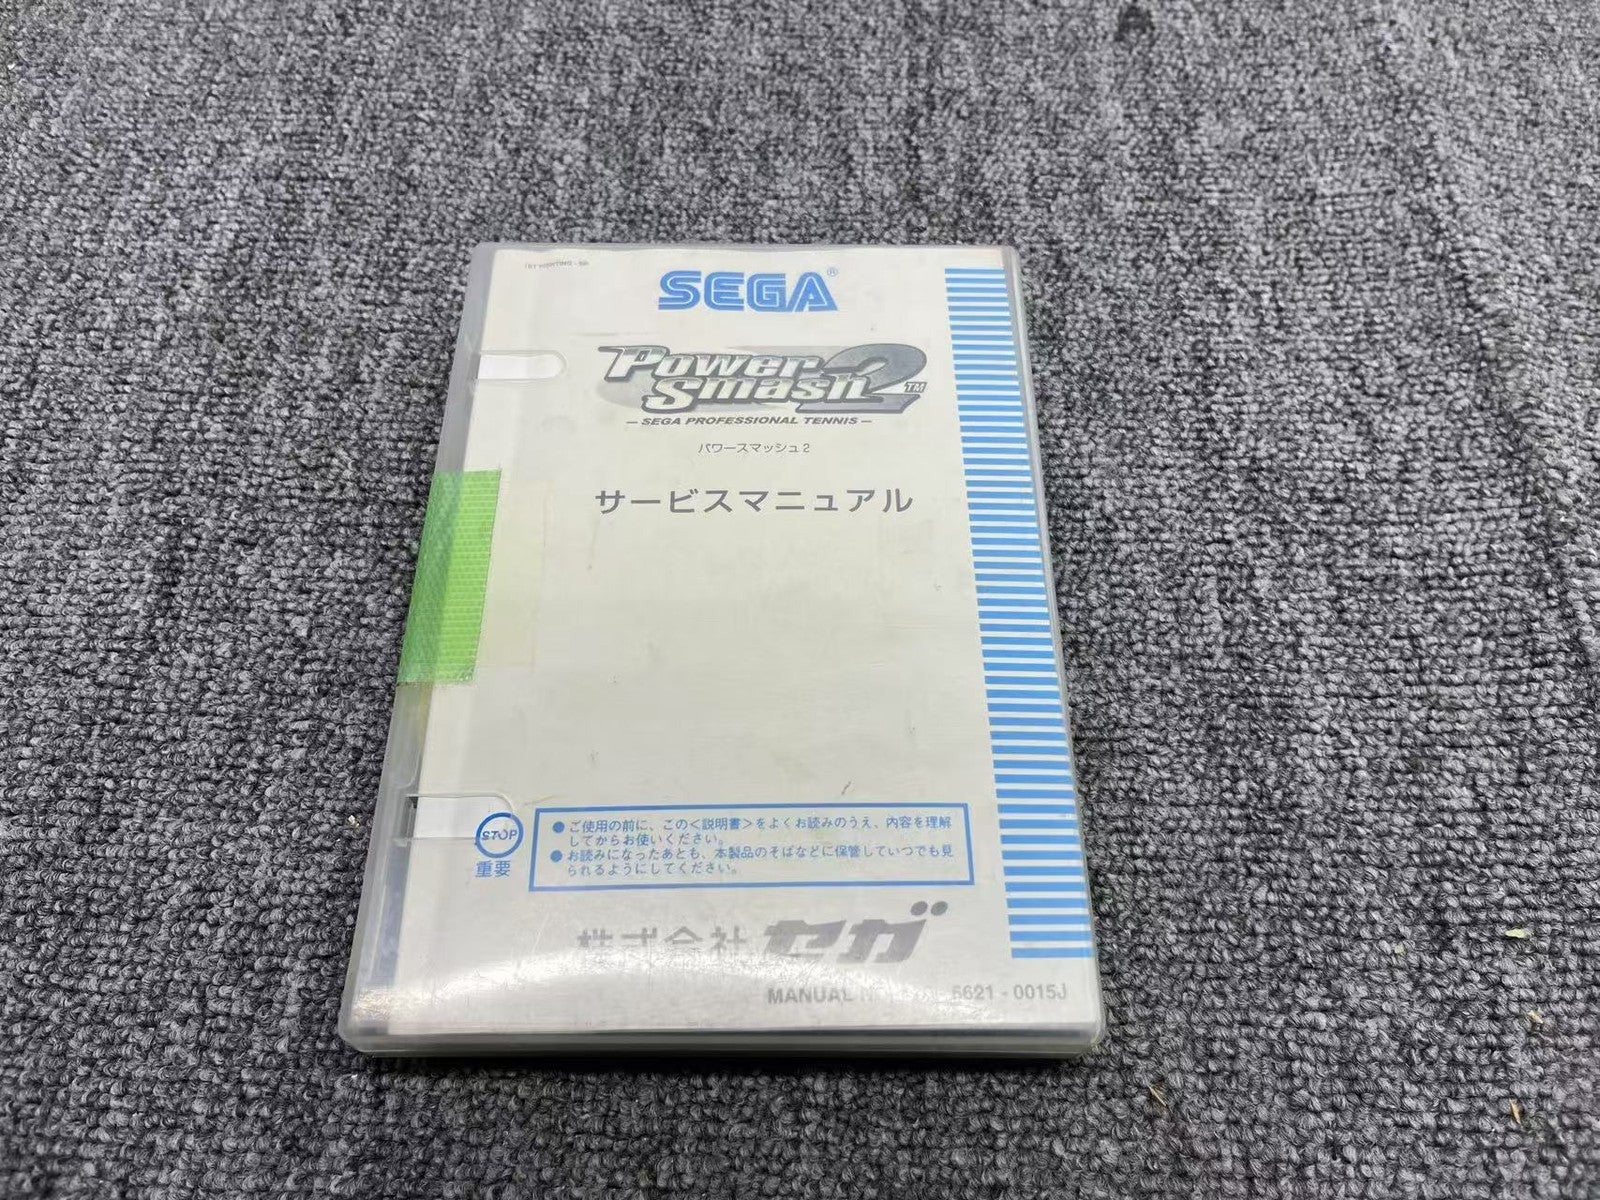 1ST PRINTING
SEGA®
Power
Smash 2™
— SEGA PROFESSIONAL TENNIS —
パワースマッシュ2
サービスマニュアル
STOP
重要
●ご使用の前に、この<説明書>をよくお読みのうえ、内容を理解
してからお使いください。
●お読みになったあとも、本製品のそばなどに保管していつでも見
られるようにしてください。
株式会社 セガ
MANUAL 6621 - 0015J